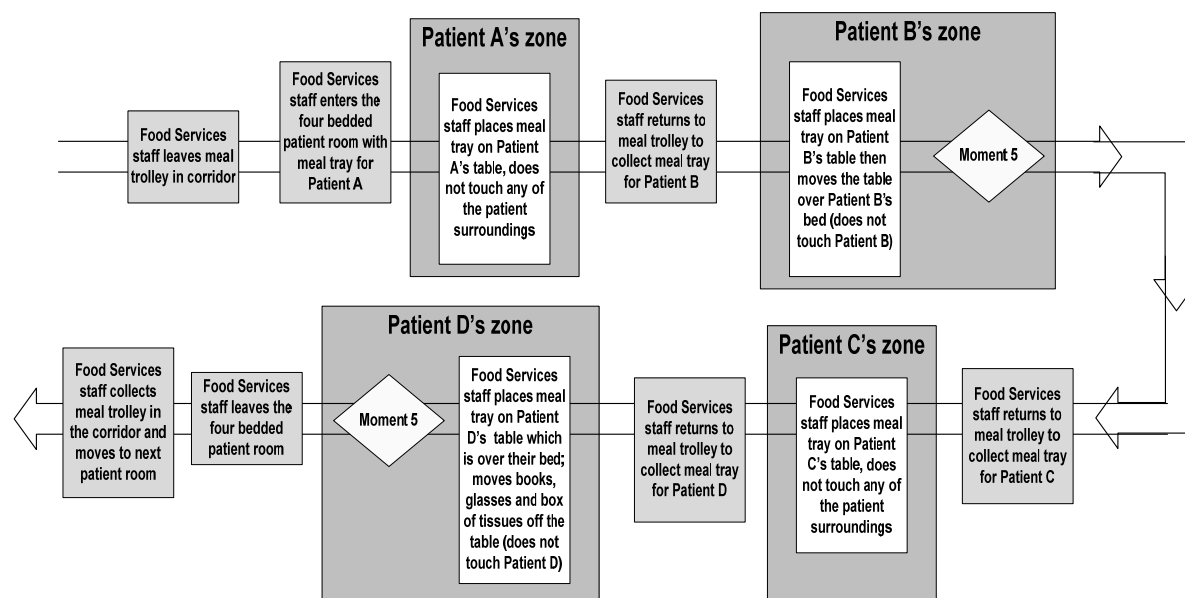 Food Services
staff leaves meal
trolley in corridor
Food Services
staff enters the
four bedded
patient room with
meal tray for
Patient A
Patient A's zone
Food Services
staff places meal
tray on Patient
A's table, does
not touch any of
the patient
surroundings
Food Services
staff returns to
meal trolley to
collect meal tray
for Patient B
Patient B's zone
Food Services
staff places meal
tray on Patient
B's table then
moves the table
over Patient B's
bed (does not
touch Patient B)
Moment 5
Food Services
staff returns to
meal trolley to
collect meal tray
for Patient C
Patient C's zone
Food Services
staff places meal
tray on Patient
C's table, does
not touch any of
the patient
surroundings
Food Services
staff returns to
meal trolley to
collect meal tray
for Patient D
Patient D's zone
Food Services
staff places meal
tray on Patient
D's table which
is over their bed;
moves books,
glasses and box
of tissues off the
table (does not
touch Patient D)
Moment 5
Food Services
staff leaves the
four bedded
patient room
Food Services
staff collects
meal trolley in
the corridor and
moves to next
patient room